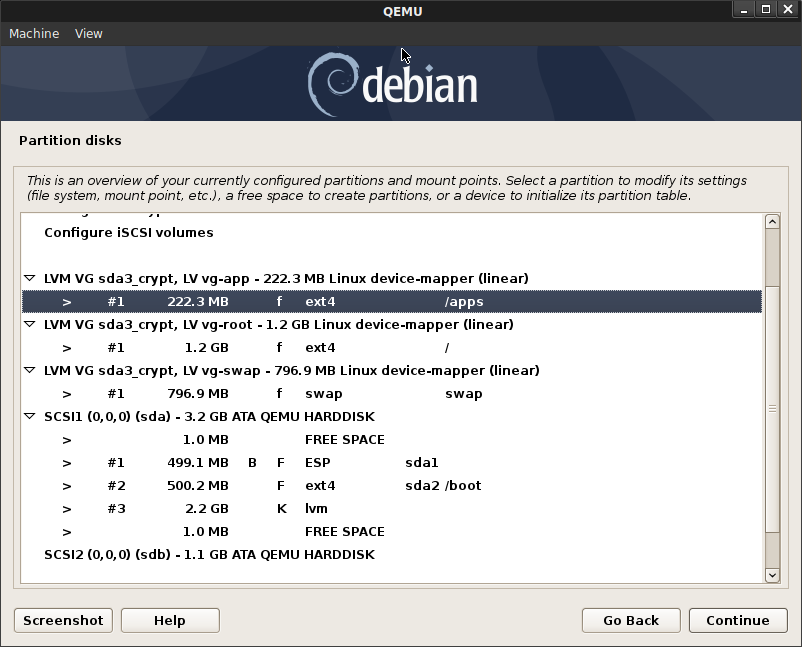 QEMU
Machine View
debian
Partition disks
This is an overview of your currently configured partitions and mount points. Select a partition to modify its settings
(file system, mount point, etc.), a free space to create partitions, or a device to initialize its partition table.
Configure iSCSI volumes
LVM VG sda3_crypt, LV vg-app - 222.3 MB Linux device-mapper (linear)
> #1 222.3 MB f ext4 /apps
LVM VG sda3_crypt, LV vg-root - 1.2 GB Linux device-mapper (linear)
> #1 1.2 GB f ext4 /
LVM VG sda3_crypt, LV vg-swap - 796.9 MB Linux device-mapper (linear)
> #1 796.9 MB f swap swap
SCSI1 (0,0,0) (sda) - 3.2 GB ATA QEMU HARDDISK
> 1.0 MB FREE SPACE
> #1 499.1 MB B F ESP sda1
> #2 500.2 MB F ext4 sda2 /boot
> #3 2.2 GB K lvm
> 1.0 MB FREE SPACE
SCSI2 (0,0,0) (sdb) - 1.1 GB ATA QEMU HARDDISK
Screenshot Help Go Back Continue